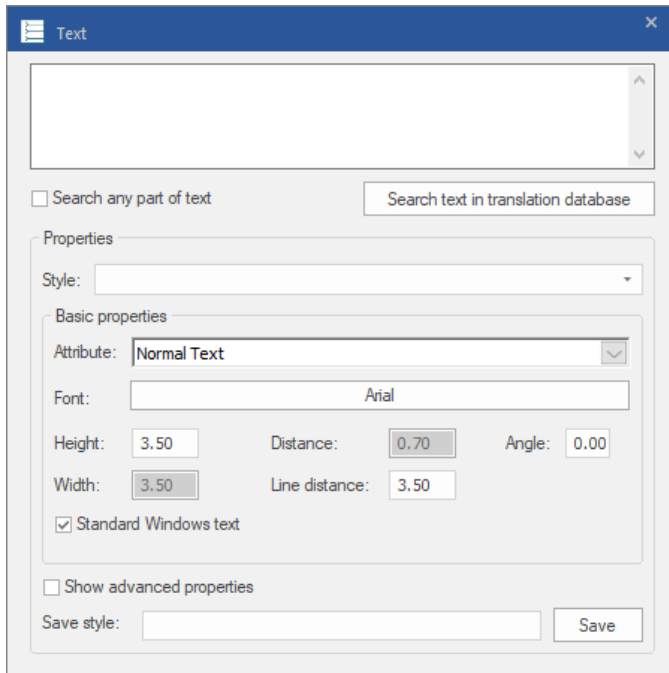 Text
Search any part of text
Search text in translation database
Properties
Style:
Basic properties
Attribute: Normal Text
Font: Arial
Height: 3.50 Distance: 0.70 Angle: 0.00
Width: 3.50 Line distance: 3.50
Standard Windows text
Show advanced properties
Save style: Save